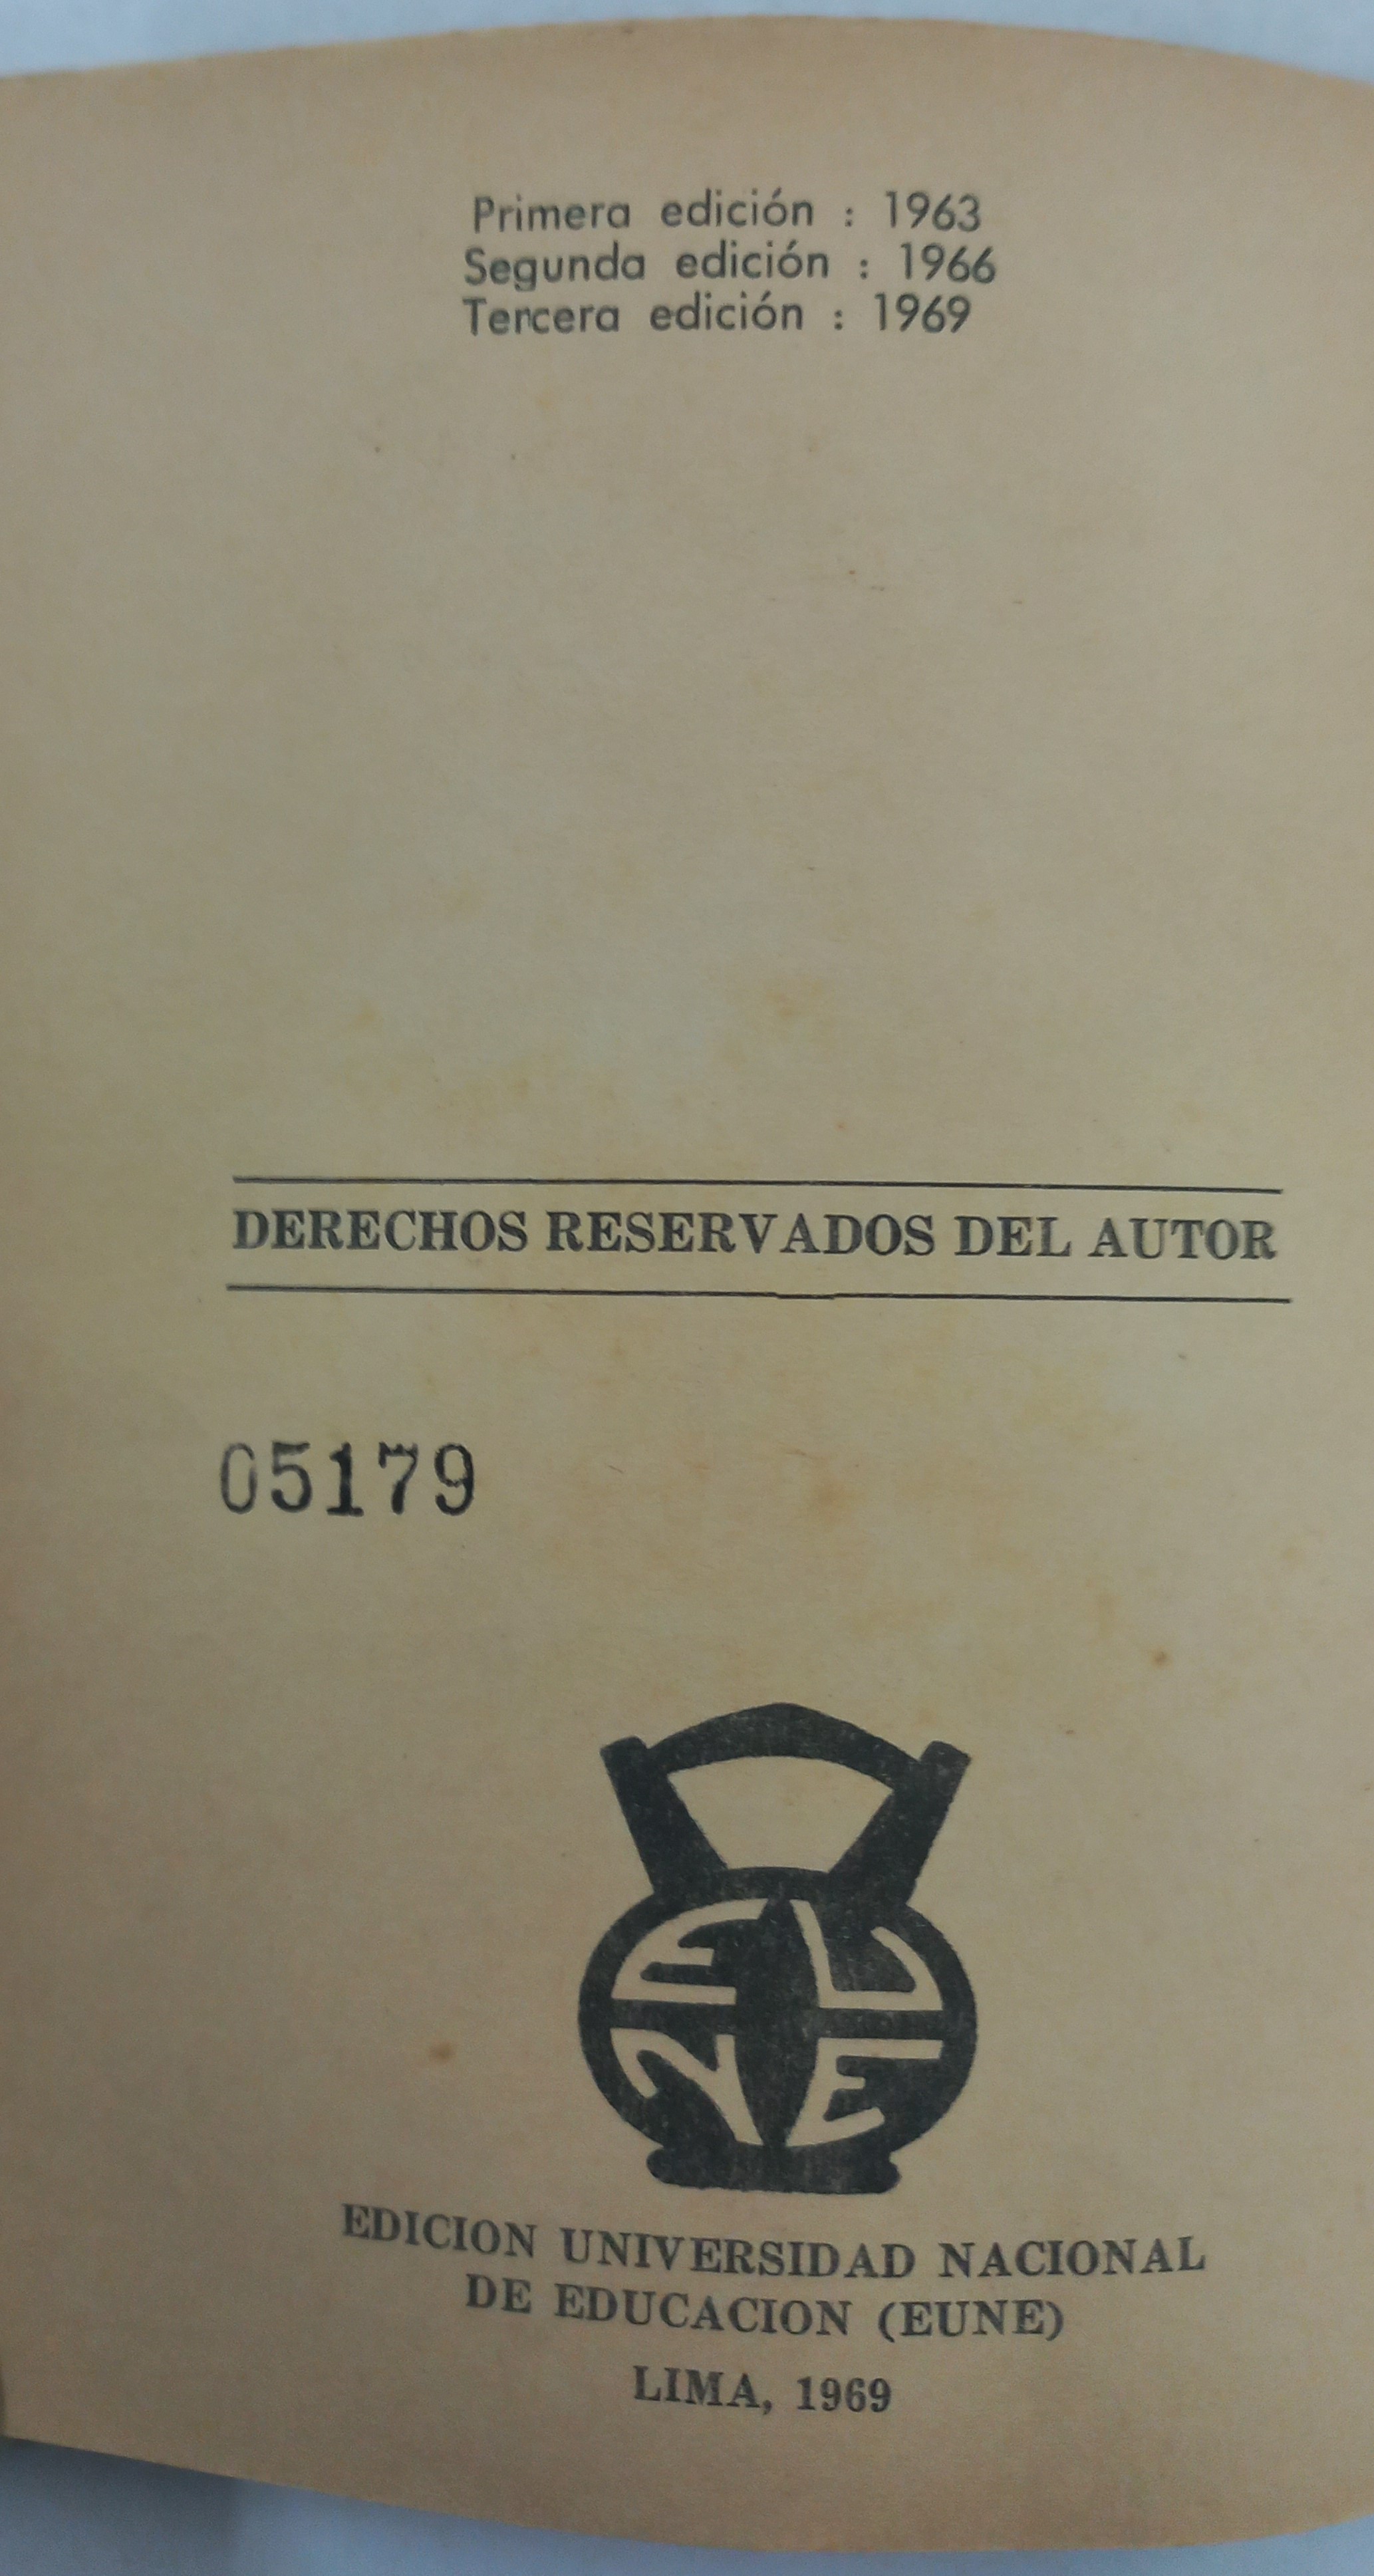 Primera edición : 1963
Segunda edición : 1966
Tercera edición : 1969
DERECHOS RESERVADOS DEL AUTOR
05179
E U
N E
EDICION UNIVERSIDAD NACIONAL
DE EDUCACION (EUNE)
LIMA, 1969